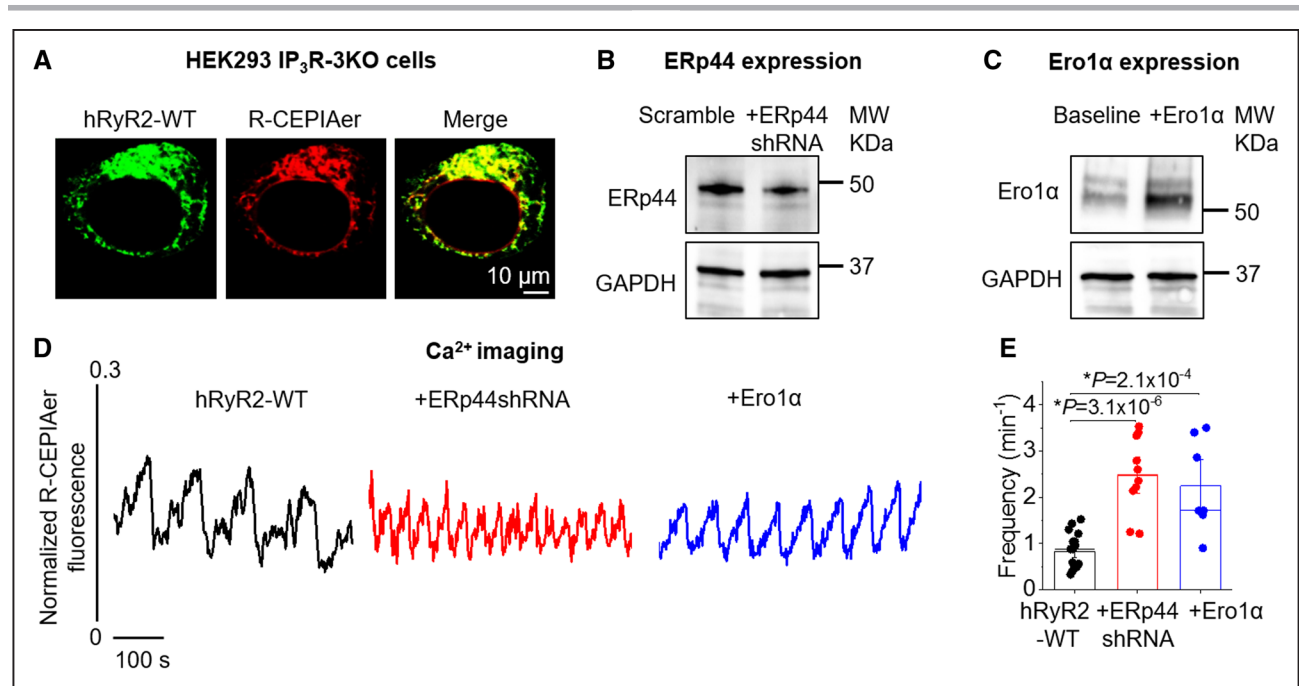 A
HEK293 IP₃R-3KO cells
hRyR2-WT R-CEPIAer Merge
10 µm
B
ERp44 expression
Scramble +ERp44 MW
shRNA KDa
ERp44
50
GAPDH
37
C
Ero1α expression
Baseline +Ero1α MW
KDa
Ero1α
50
GAPDH
37
D
Ca²⁺ imaging
0.3
hRyR2-WT +ERp44shRNA +Ero1α
Normalized R-CEPIAer
fluorescence
0
100 s
E
*P=2.1x10⁻⁴
*P=3.1x10⁻⁶
Frequency (min⁻¹)
4
3
2
1
0
hRyR2 +ERp44 +Ero1α
-WT shRNA